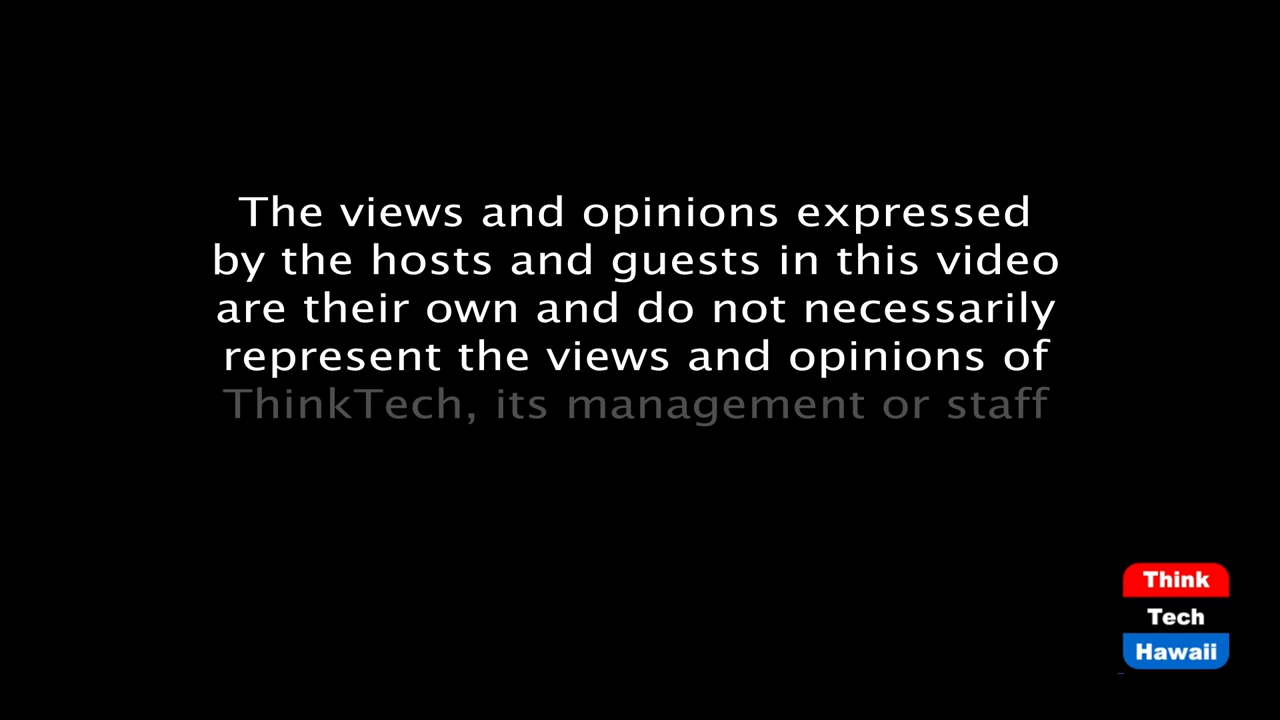 The views and opinions expressed
by the hosts and guests in this video
are their own and do not necessarily
represent the views and opinions of
ThinkTech, its management or staff
Think
Tech
Hawaii